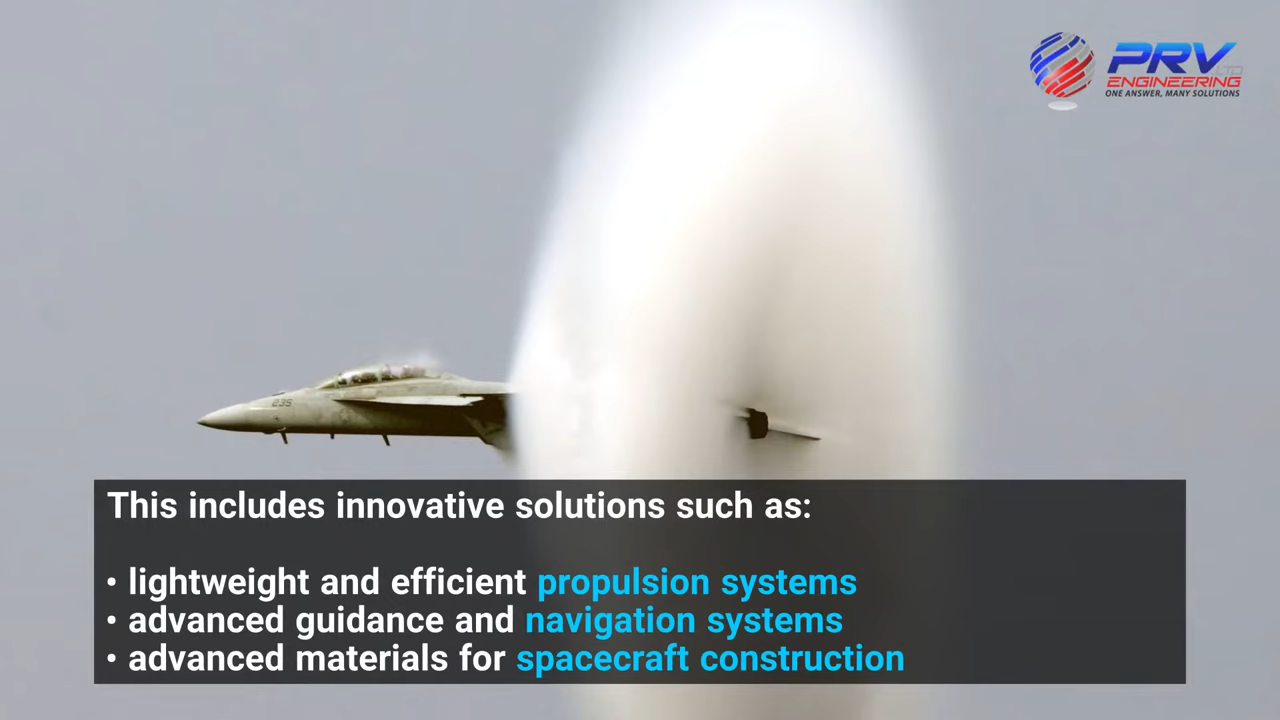 PRV
LTD
ENGINEERING
ONE ANSWER, MANY SOLUTIONS
235
This includes innovative solutions such as:
• lightweight and efficient propulsion systems
• advanced guidance and navigation systems
• advanced materials for spacecraft construction